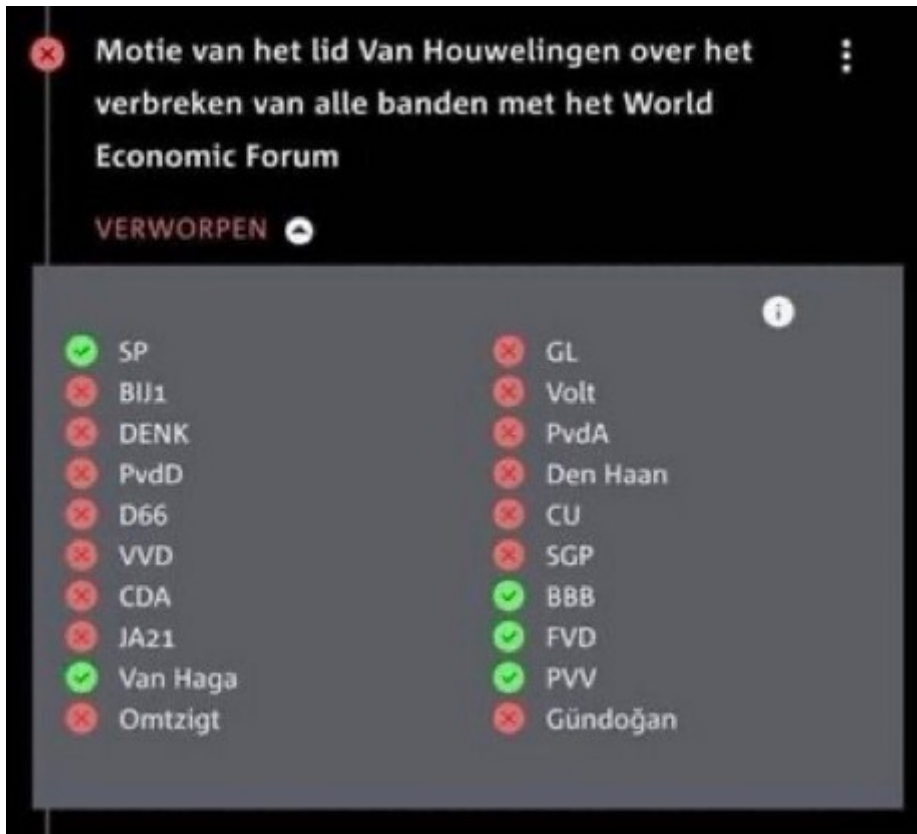 Motie van het lid Van Houwelingen over het
verbreken van alle banden met het World
Economic Forum
VERWORPEN
SP
BIJ1
DENK
PvdD
D66
VVD
CDA
JA21
Van Haga
Omtzigt
GL
Volt
PvdA
Den Haan
CU
SGP
BBB
FVD
PVV
Gündoğan